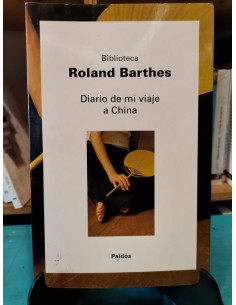 Biblioteca
Roland Barthes
Diario de mi viaje
a China
Paidós